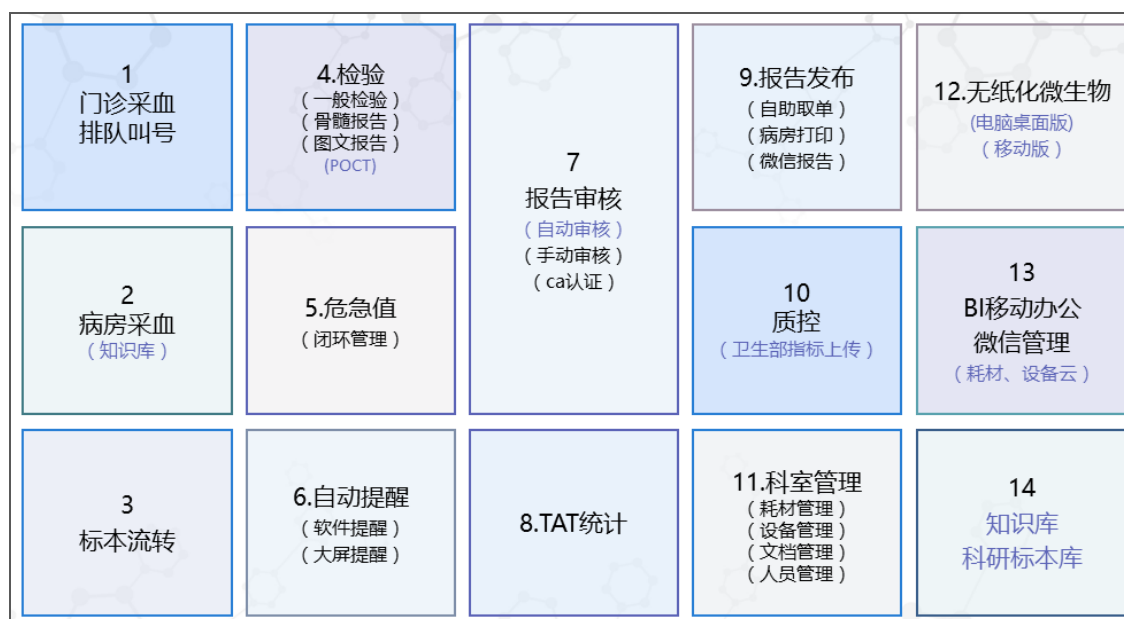 1
门诊采血
排队叫号
2
病房采血
（知识库）
3
标本流转
4.检验
（一般检验）
（骨髓报告）
（图文报告）
(POCT)
5.危急值
（闭环管理）
6.自动提醒
（软件提醒）
（大屏提醒）
7
报告审核
（自动审核）
（手动审核）
（ca认证）
8.TAT统计
9.报告发布
（自助取单）
（病房打印）
（微信报告）
10
质控
（卫生部指标上传）
11.科室管理
（耗材管理）
（设备管理）
（文档管理）
（人员管理）
12.无纸化微生物
(电脑桌面版)
（移动版）
13
BI移动办公
微信管理
（耗材、设备云）
14
知识库
科研标本库